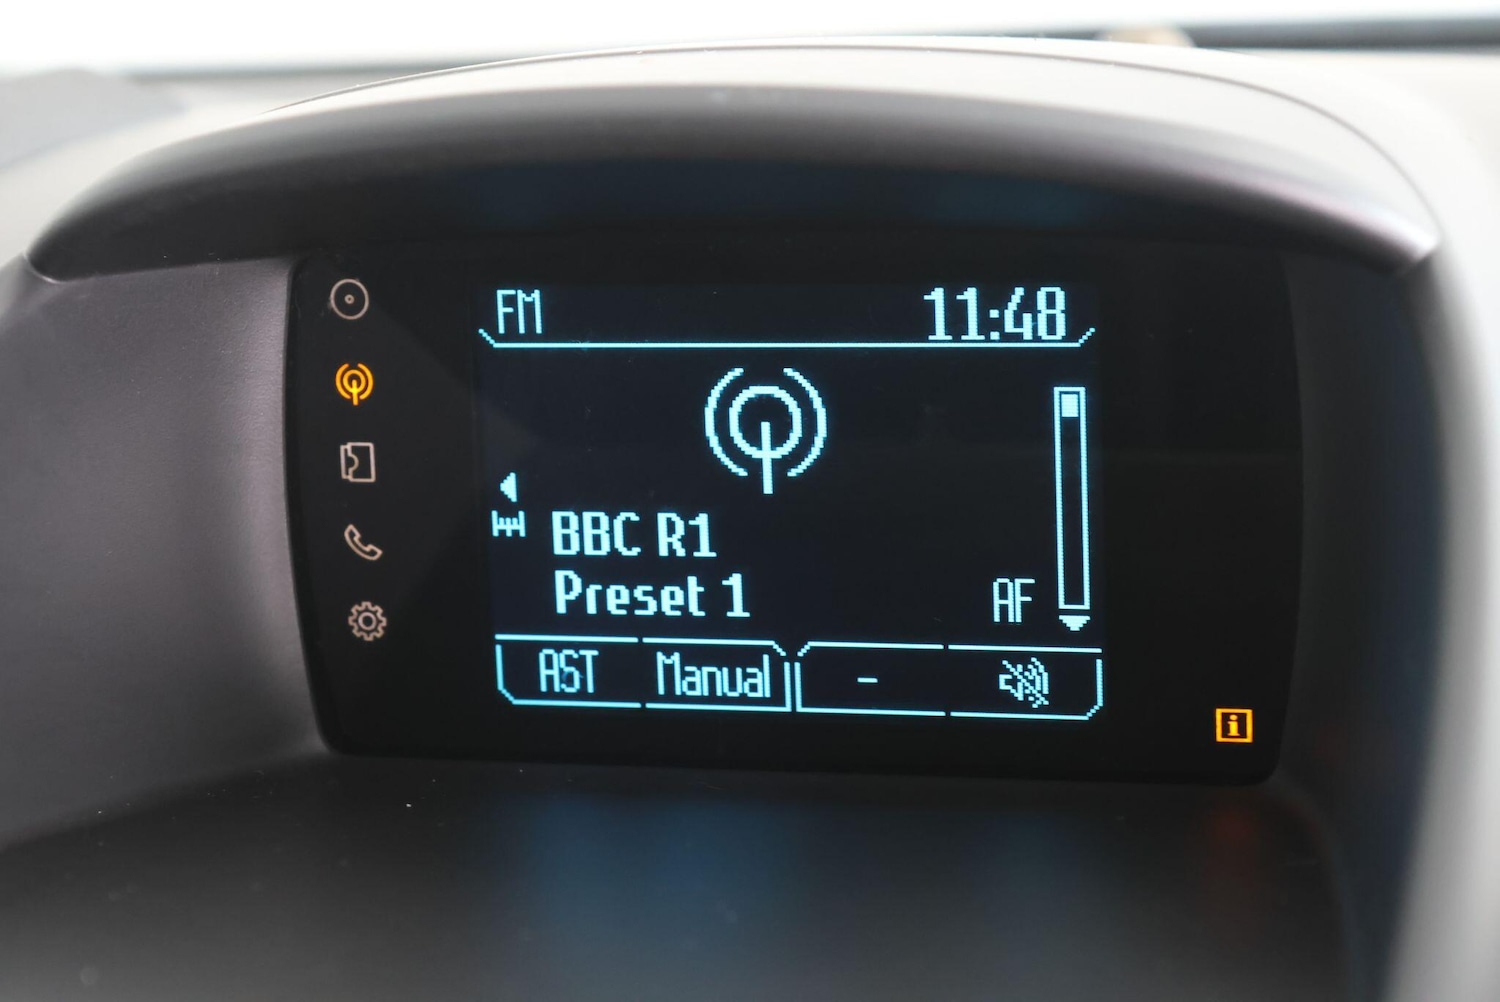 FM 11:48
BBC R1
Preset 1
AF
AST Manual -
i